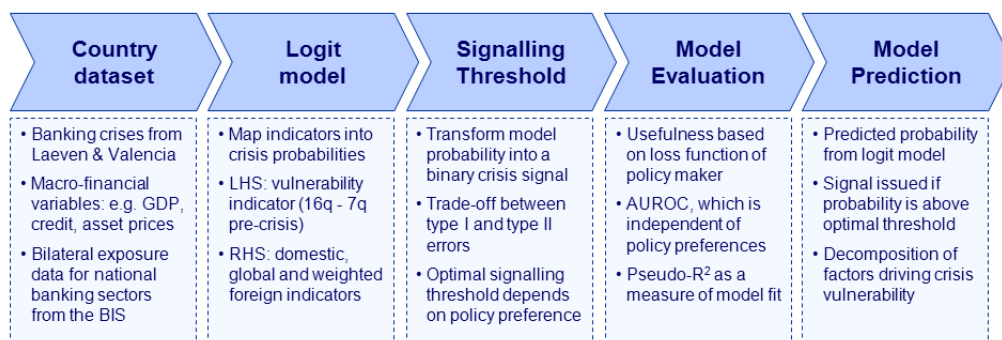 Country
dataset
Logit
model
Signalling
Threshold
Model
Evaluation
Model
Prediction
• Banking crises from
Laeven & Valencia
• Macro-financial
variables: e.g. GDP,
credit, asset prices
• Bilateral exposure
data for national
banking sectors
from the BIS
• Map indicators into
crisis probabilities
• LHS: vulnerability
indicator (16q - 7q
pre-crisis)
• RHS: domestic,
global and weighted
foreign indicators
• Transform model
probability into a
binary crisis signal
• Trade-off between
type I and type II
errors
• Optimal signalling
threshold depends
on policy preference
• Usefulness based
on loss function of
policy maker
• AUROC, which is
independent of
policy preferences
• Pseudo-R² as a
measure of model fit
• Predicted probability
from logit model
• Signal issued if
probability is above
optimal threshold
• Decomposition of
factors driving crisis
vulnerability